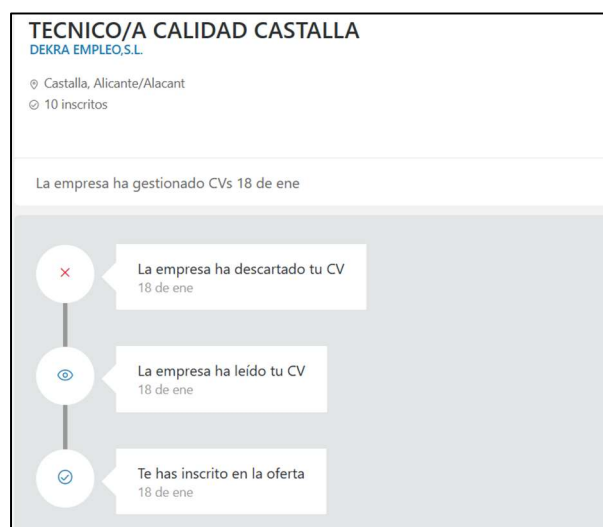 TECNICO/A CALIDAD CASTALLA
DEKRA EMPLEO,S.L.
Castalla, Alicante/Alacant
10 inscritos
La empresa ha gestionado CVs 18 de ene
La empresa ha descartado tu CV
18 de ene
La empresa ha leído tu CV
18 de ene
Te has inscrito en la oferta
18 de ene